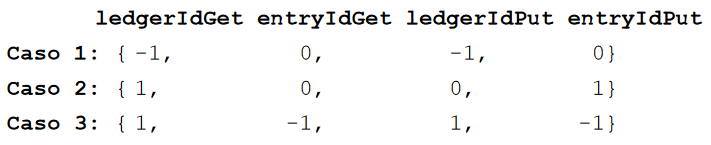 ledgerIdGet entryIdGet ledgerIdPut entryIdPut
Caso 1: { -1, 0, -1, 0}
Caso 2: { 1, 0, 0, 1}
Caso 3: { 1, -1, 1, -1}